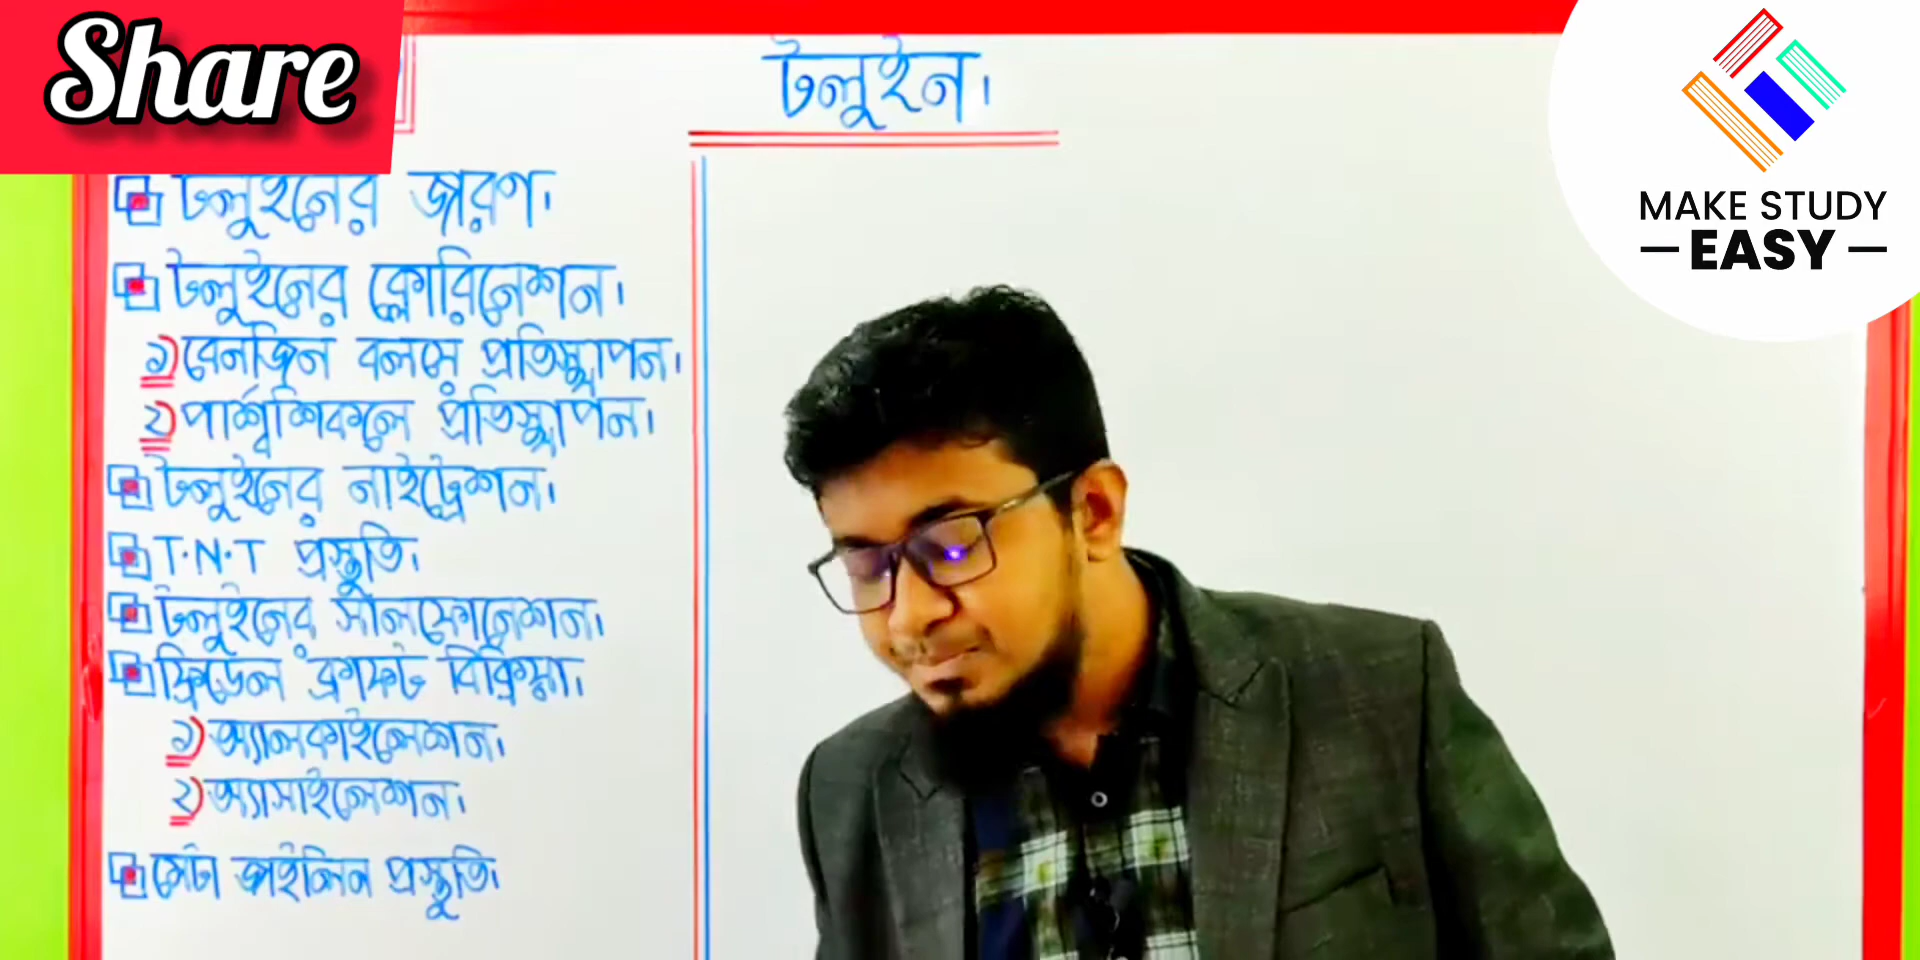 Share
টলুইন।
MAKE STUDY
EASY
টলুইনের জারণ।
টলুইনের ক্লোরিনেশন।
১) বেনজিন বলয়ে প্রতিস্থাপন।
২) পার্শ্বশিকলে প্রতিস্থাপন।
টলুইনের নাইট্রেশন।
T.N.T প্রস্তুতি।
টলুইনের সালফোনেশন।
ফ্রিডেল ক্রাফট বিক্রিয়া।
১) অ্যালকাইলেশন।
২) অ্যাসাইলেশন।
মেটা জাইলিন প্রস্তুতি।